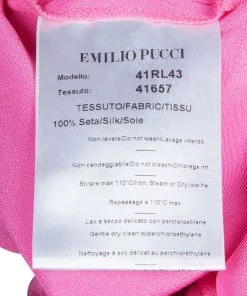 EMILIO PUCCI
Modello: 41RL43
Tessuto: 41657
TESSUTO/FABRIC/TISSU
100% Seta/Silk/Soie
Non lavare/Do not wash/Lavage interdit
Non candeggiabile/Do not bleach/Chlorage int
Stirare max 110°C/Iron, Steam or Dry,low
Repassage a 110°C max
Lav.a secco delicato con percloroetilene
Gentle dry clean w/perchloroethylene
Nettoyage a sec delicat au perchloroethylene